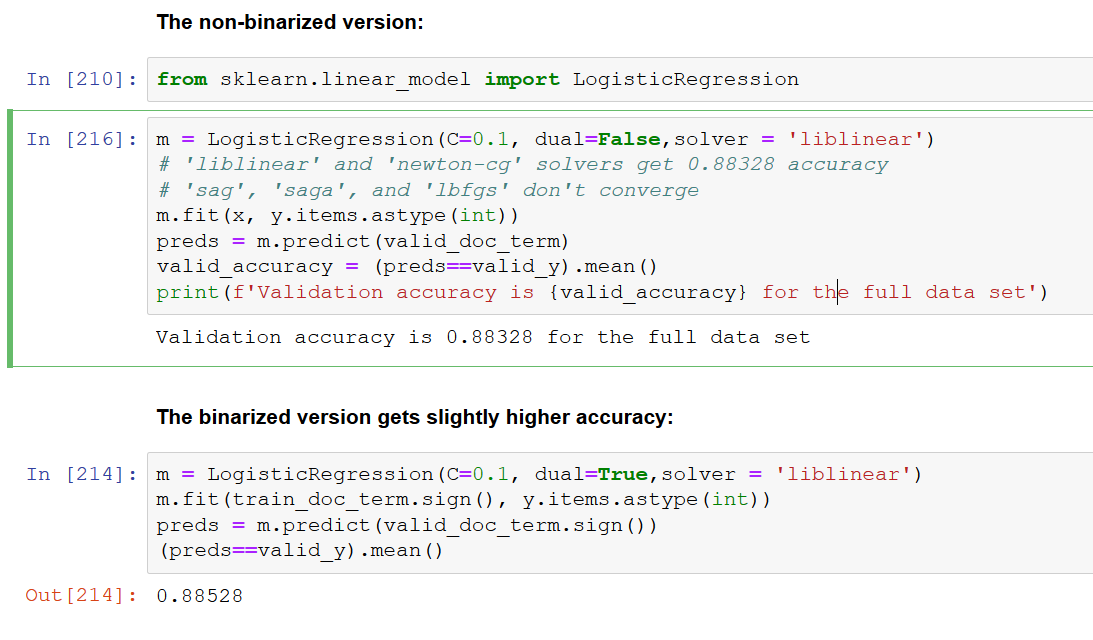 The non-binarized version:
In [210]: from sklearn.linear_model import LogisticRegression
In [216]: m = LogisticRegression(C=0.1, dual=False,solver = 'liblinear')
# 'liblinear' and 'newton-cg' solvers get 0.88328 accuracy
# 'sag', 'saga', and 'lbfgs' don't converge
m.fit(x, y.items.astype(int))
preds = m.predict(valid_doc_term)
valid_accuracy = (preds==valid_y).mean()
print(f'Validation accuracy is {valid_accuracy} for the full data set')
Validation accuracy is 0.88328 for the full data set
The binarized version gets slightly higher accuracy:
In [214]: m = LogisticRegression(C=0.1, dual=True,solver = 'liblinear')
m.fit(train_doc_term.sign(), y.items.astype(int))
preds = m.predict(valid_doc_term.sign())
(preds==valid_y).mean()
Out[214]: 0.88528